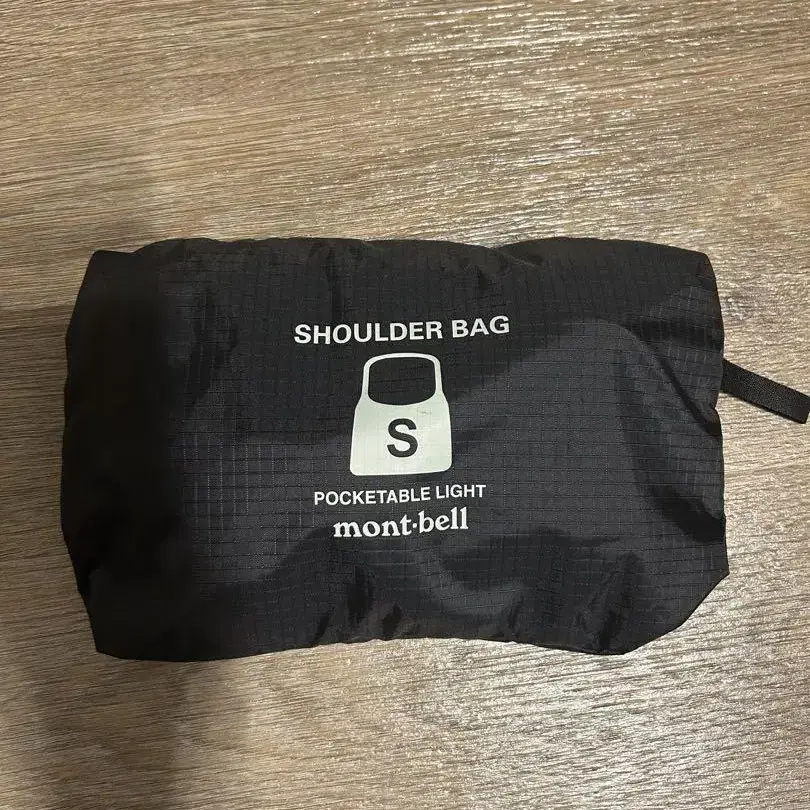 SHOULDER BAG
S
POCKETABLE LIGHT
mont·bell